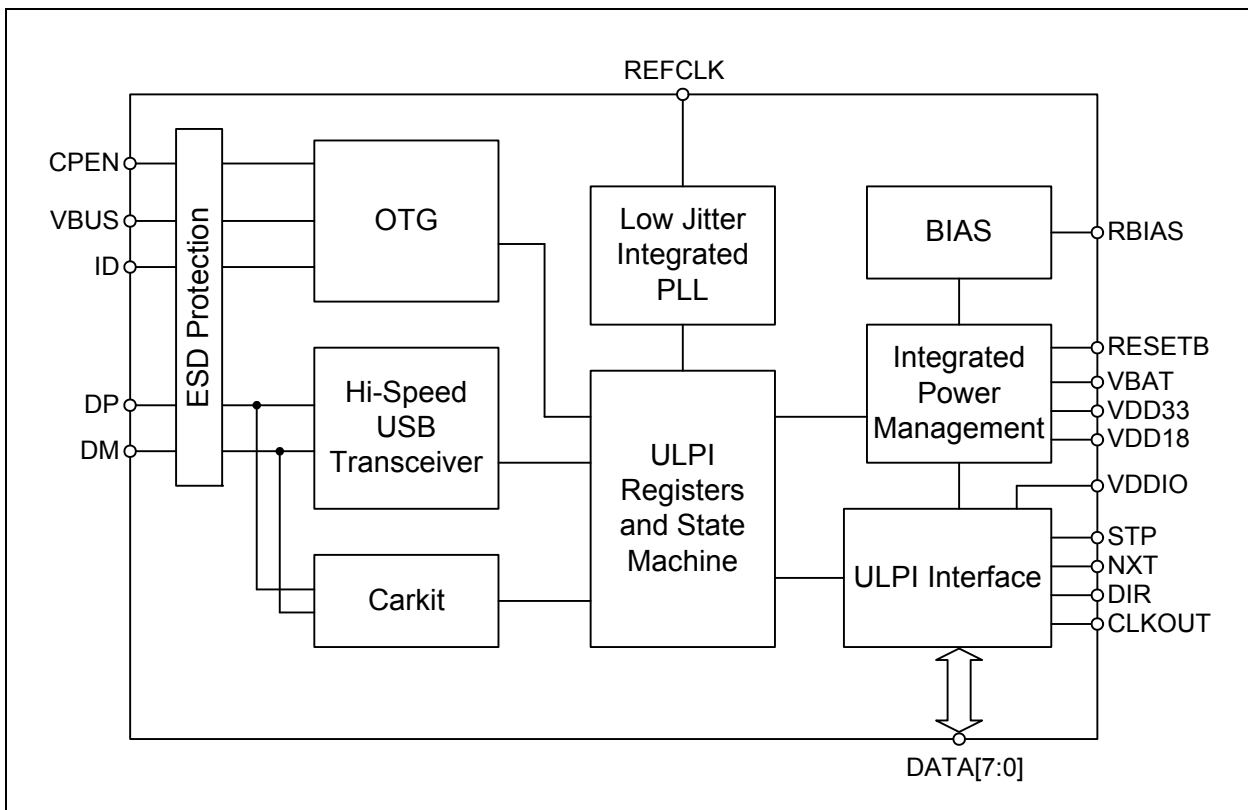 REFCLK
CPEN
VBUS
ID
DP
DM
ESD Protection
OTG
Hi-Speed
USB
Transceiver
Carkit
Low Jitter
Integrated
PLL
ULPI
Registers
and State
Machine
BIAS
Integrated
Power
Management
ULPI Interface
RBIAS
RESETB
VBAT
VDD33
VDD18
VDDIO
STP
NXT
DIR
CLKOUT
DATA[7:0]